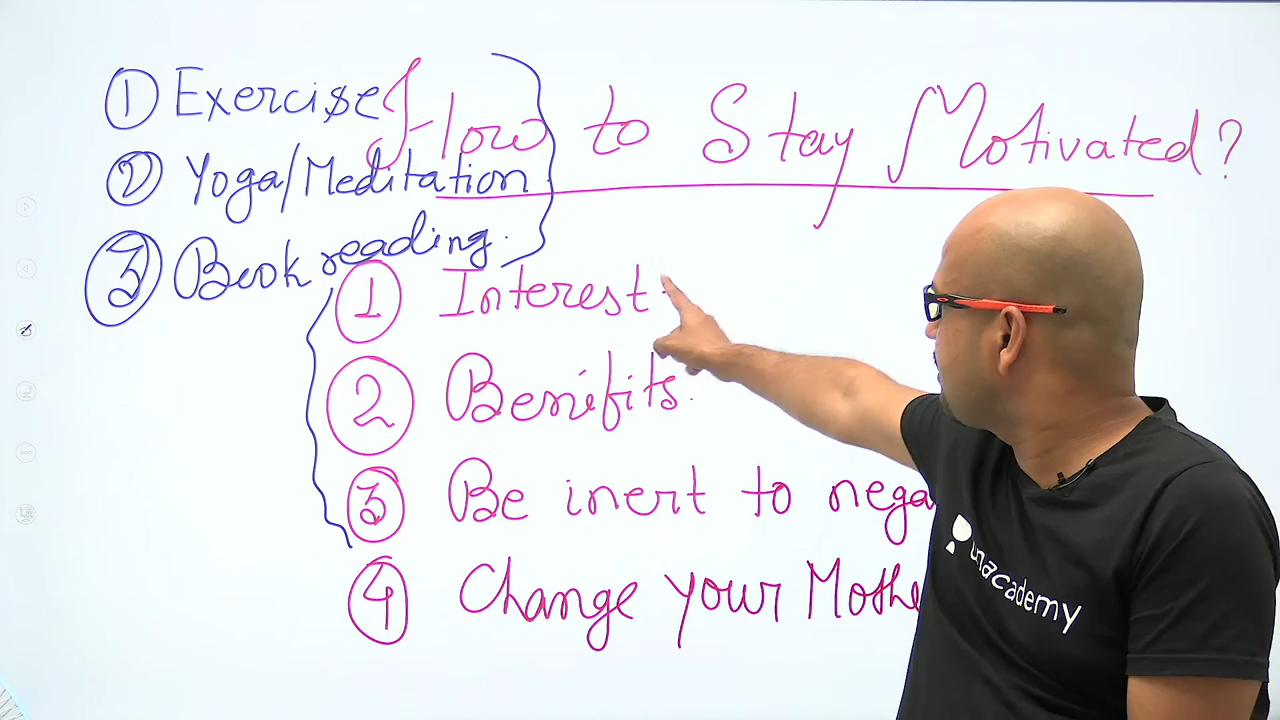 How to Stay Motivated?
① Exercise
② Yoga/Meditation
③ Book reading.
① Interest
② Benifits.
③ Be inert to nega
④ Change your Mothe
unacademy